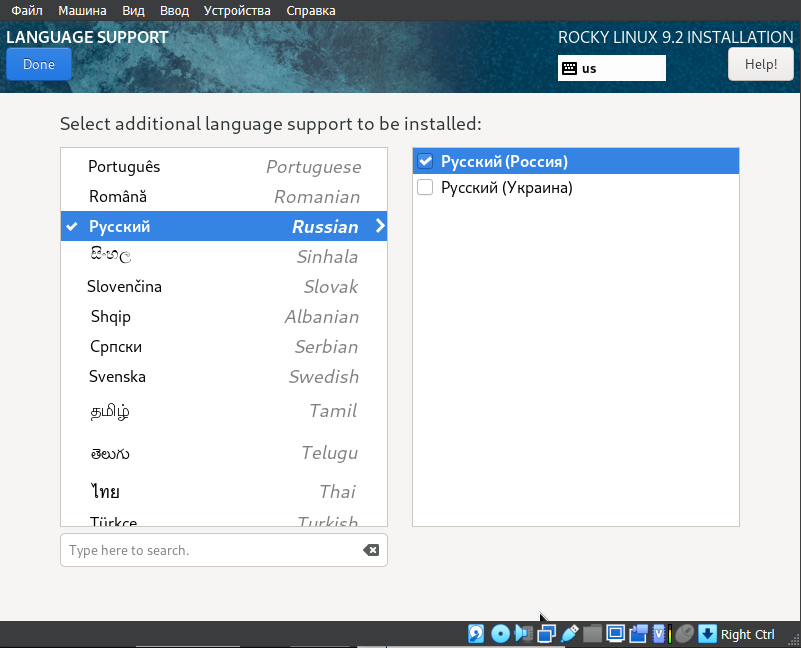 Файл Машина Вид Ввод Устройства Справка
LANGUAGE SUPPORT
ROCKY LINUX 9.2 INSTALLATION
Done
us
Help!
Select additional language support to be installed:
Português Portuguese
Română Romanian
Русский Russian
සිංහල Sinhala
Slovenčina Slovak
Shqip Albanian
Српски Serbian
Svenska Swedish
தமிழ் Tamil
తెలుగు Telugu
ไทย Thai
Türkçe Turkish
Type here to search.
Русский (Россия)
Русский (Украина)
Right Ctrl